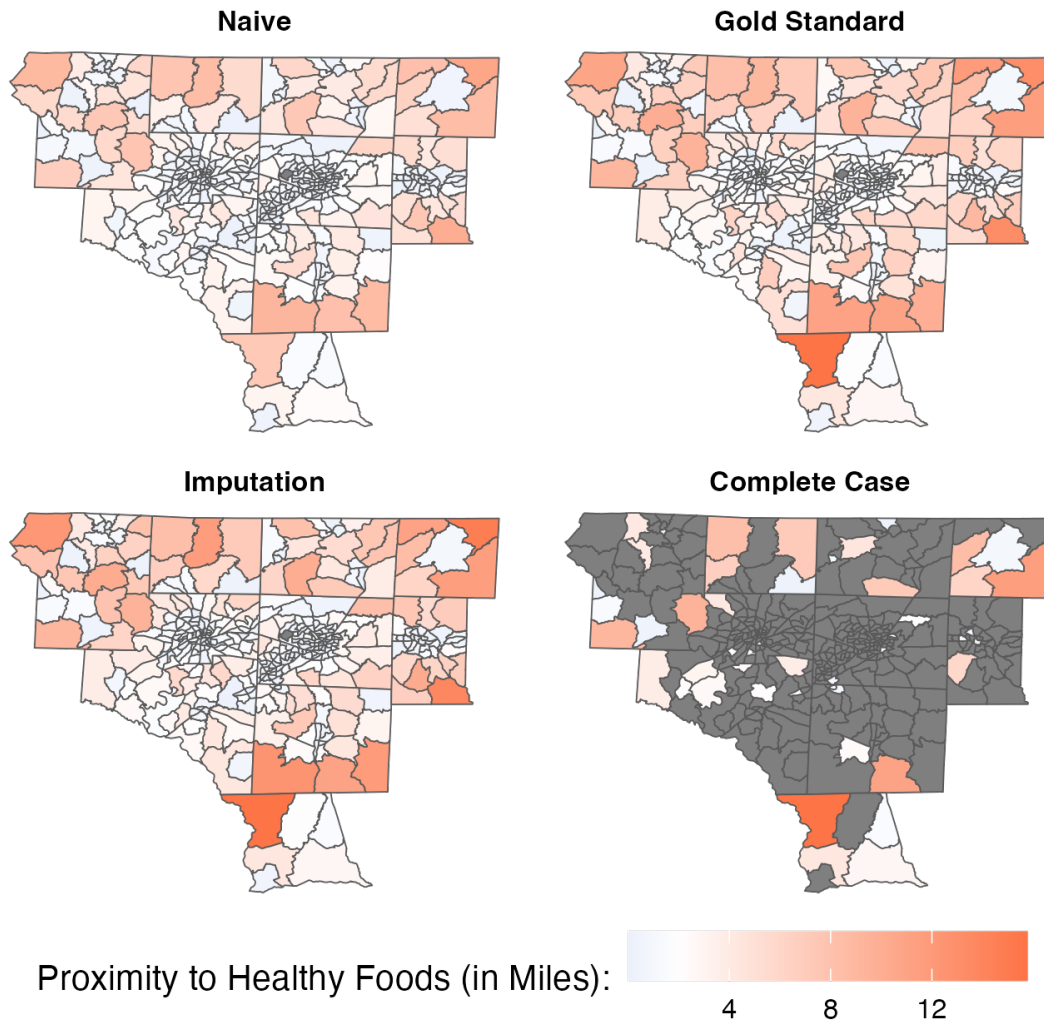 Naive
Gold Standard
Imputation
Complete Case
Proximity to Healthy Foods (in Miles):
4 8 12